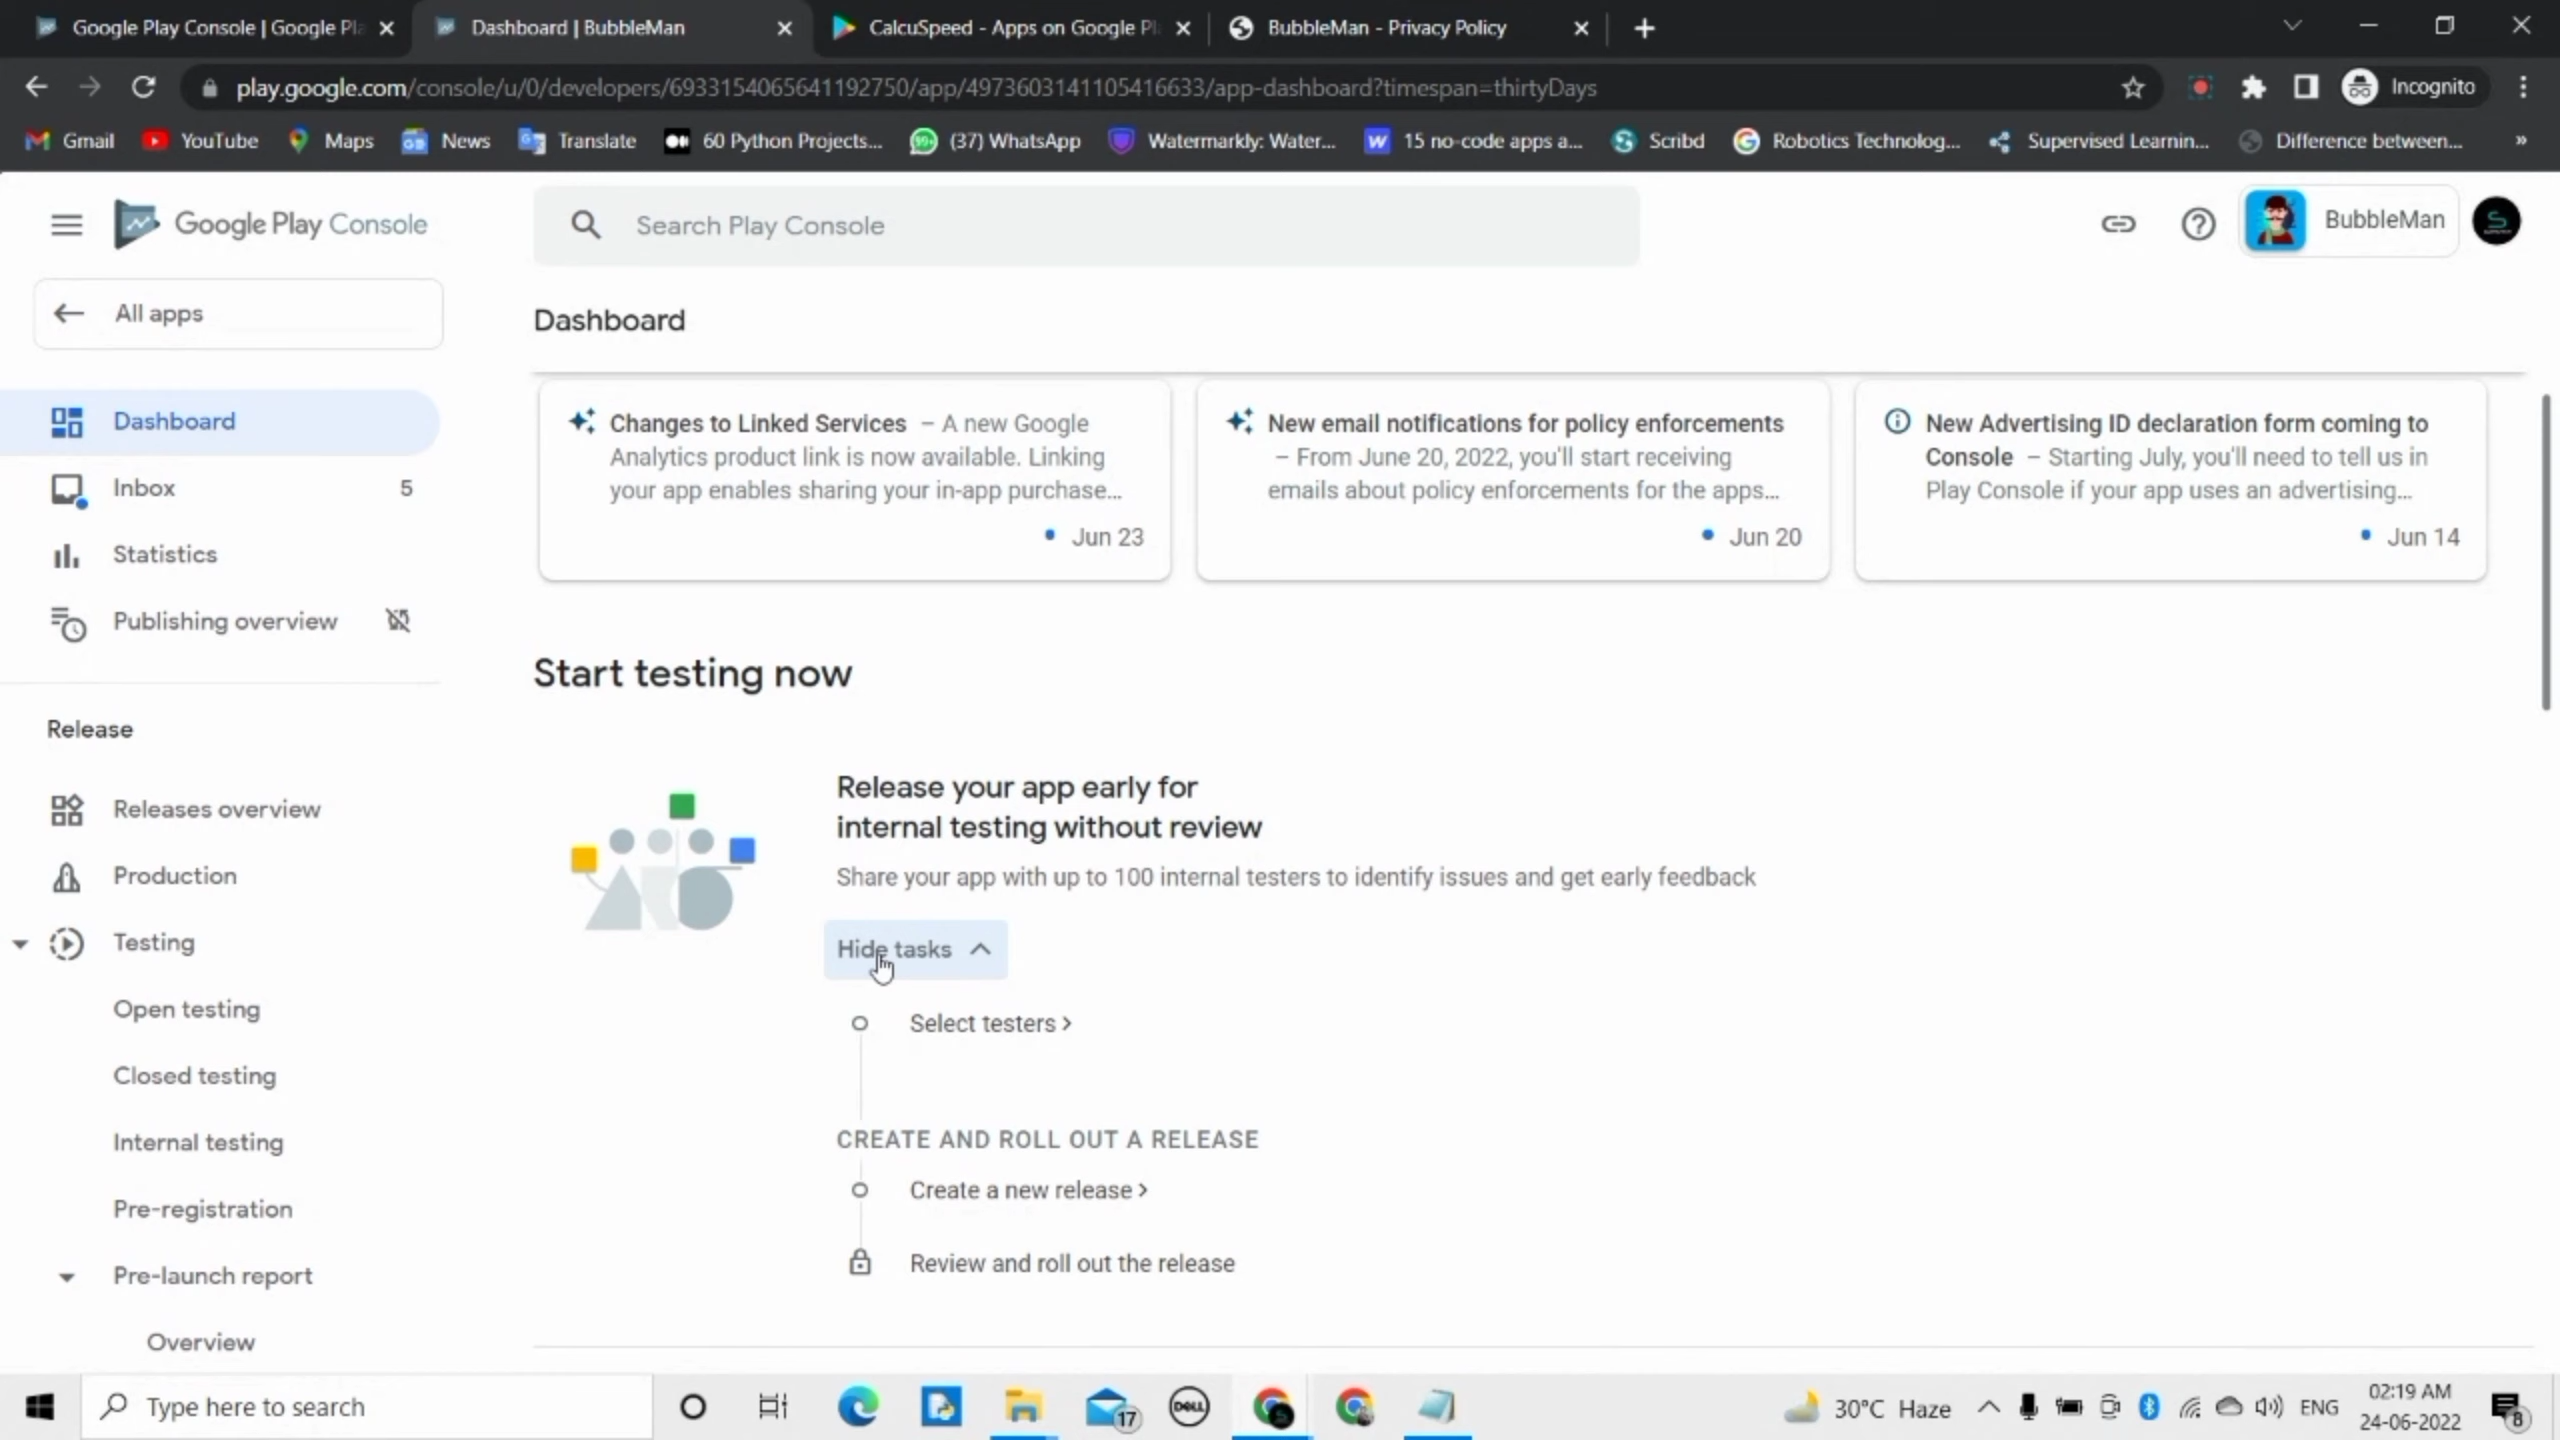 Google Play Console | Google Pla
Dashboard | BubbleMan
CalcuSpeed - Apps on Google Pl
BubbleMan - Privacy Policy
play.google.com/console/u/0/developers/6933154065641192750/app/4973603141105416633/app-dashboard?timespan=thirtyDays
Incognito
Gmail
YouTube
Maps
News
Translate
60 Python Projects...
(37) WhatsApp
Watermarkly: Water...
15 no-code apps a...
Scribd
Robotics Technolog...
Supervised Learnin...
Difference between...
»
Google Play Console
Search Play Console
BubbleMan
All apps
Dashboard
Inbox 5
Statistics
Publishing overview
Release
Releases overview
Production
Testing
Open testing
Closed testing
Internal testing
Pre-registration
Pre-launch report
Overview
Dashboard
Changes to Linked Services – A new Google
Analytics product link is now available. Linking
your app enables sharing your in-app purchase...
Jun 23
New email notifications for policy enforcements
– From June 20, 2022, you'll start receiving
emails about policy enforcements for the apps...
Jun 20
New Advertising ID declaration form coming to
Console – Starting July, you'll need to tell us in
Play Console if your app uses an advertising...
Jun 14
Start testing now
Release your app early for
internal testing without review
Share your app with up to 100 internal testers to identify issues and get early feedback
Hide tasks
Select testers >
CREATE AND ROLL OUT A RELEASE
Create a new release >
Review and roll out the release
Type here to search
17
DELL
30°C Haze
ENG
02:19 AM
24-06-2022
8